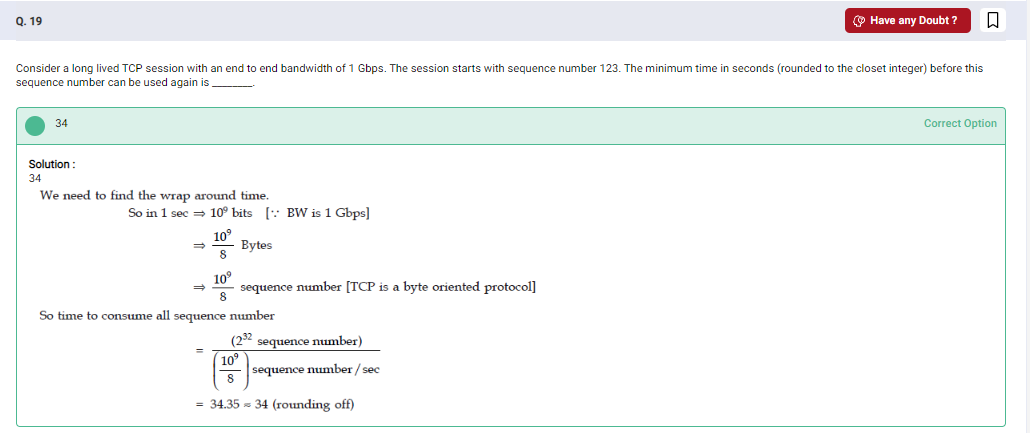 Q. 19
Have any Doubt ?
Consider a long lived TCP session with an end to end bandwidth of 1 Gbps. The session starts with sequence number 123. The minimum time in seconds (rounded to the closet integer) before this
sequence number can be used again is ________.
34
Correct Option
Solution :
34
We need to find the wrap around time.
So in 1 sec ⇒ 10⁹ bits [∵ BW is 1 Gbps]
⇒ 10⁹/8 Bytes
⇒ 10⁹/8 sequence number [TCP is a byte oriented protocol]
So time to consume all sequence number
= (2³² sequence number) / (10⁹/8) sequence number / sec
= 34.35 ≈ 34 (rounding off)